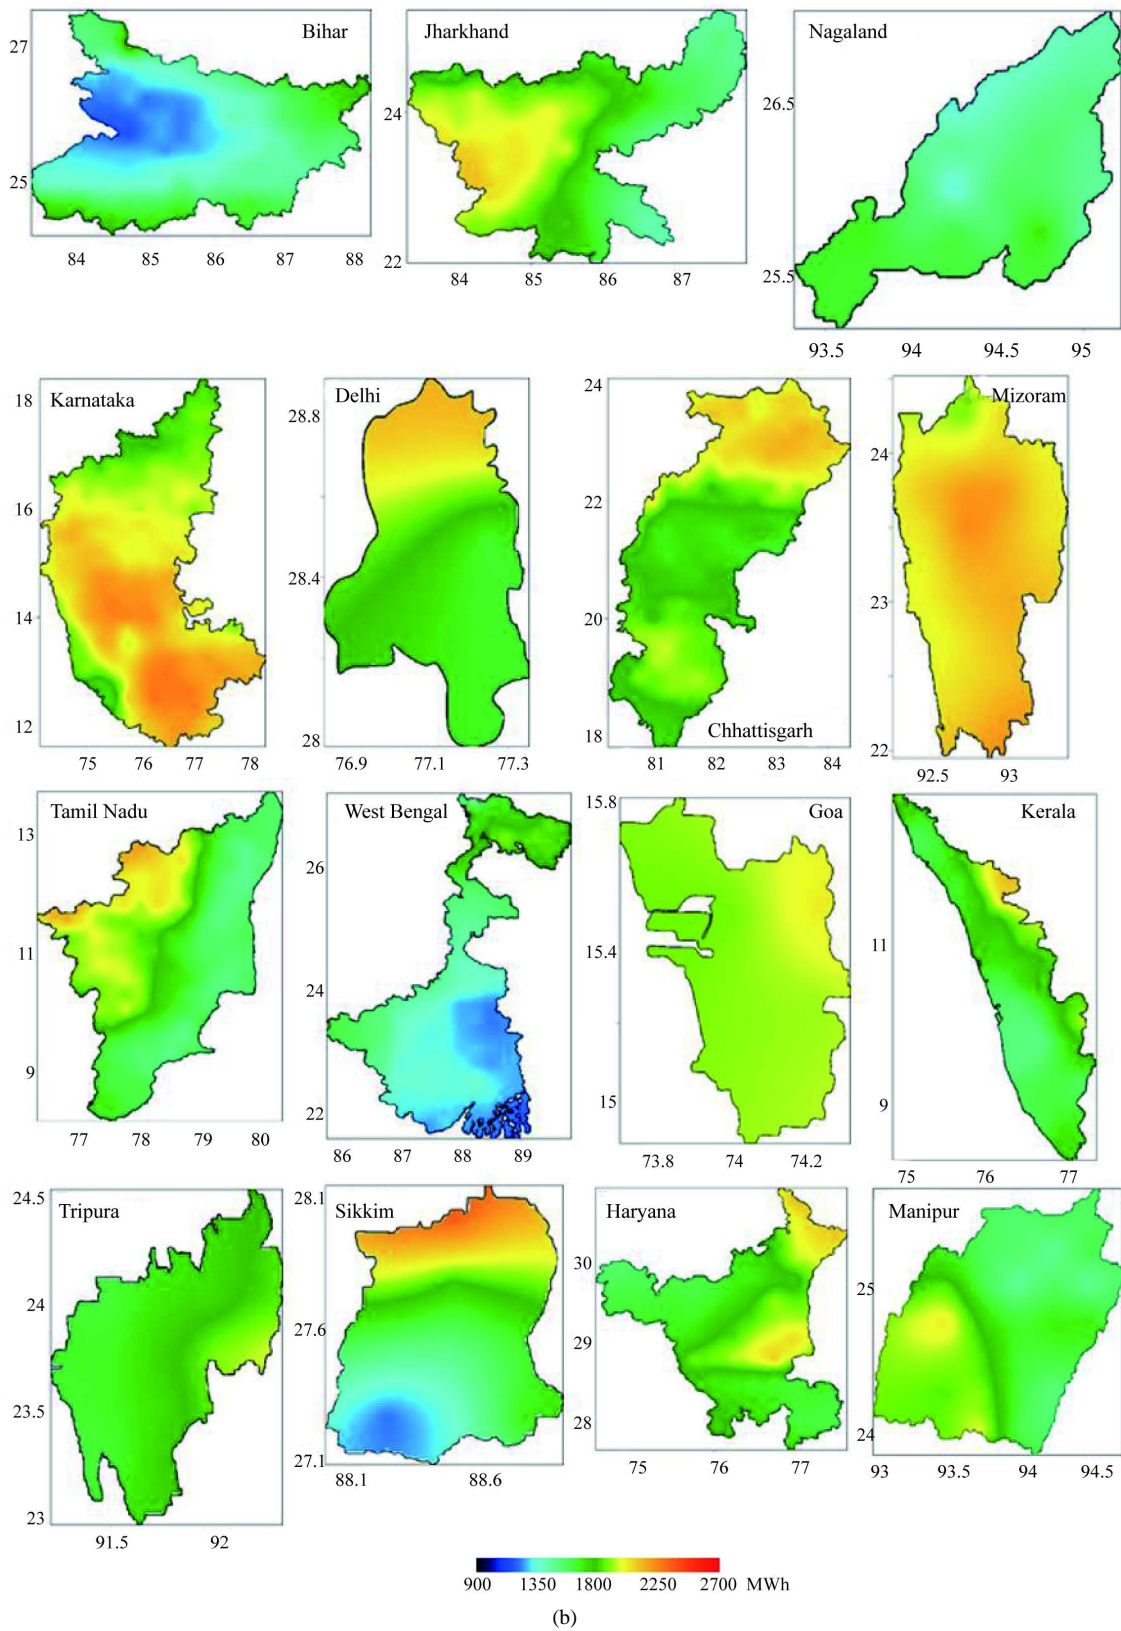 Bihar
27
25
84 85 86 87 88
Jharkhand
24
22
84 85 86 87
Nagaland
26.5
25.5
93.5 94 94.5 95
Karnataka
18
16
14
12
75 76 77 78
Delhi
28.8
28.4
28
76.9 77.1 77.3
24
22
20
18
Chhattisgarh
81 82 83 84
Mizoram
24
23
22
92.5 93
Tamil Nadu
13
11
9
77 78 79 80
West Bengal
26
24
22
86 87 88 89
15.8
Goa
15.4
15
73.8 74 74.2
Kerala
11
9
75 76 77
24.5
Tripura
24
23.5
23
91.5 92
28.1
Sikkim
27.6
27.1
88.1 88.6
Haryana
30
29
28
75 76 77
Manipur
25
24
93 93.5 94 94.5
900 1350 1800 2250 2700 MWh
(b)